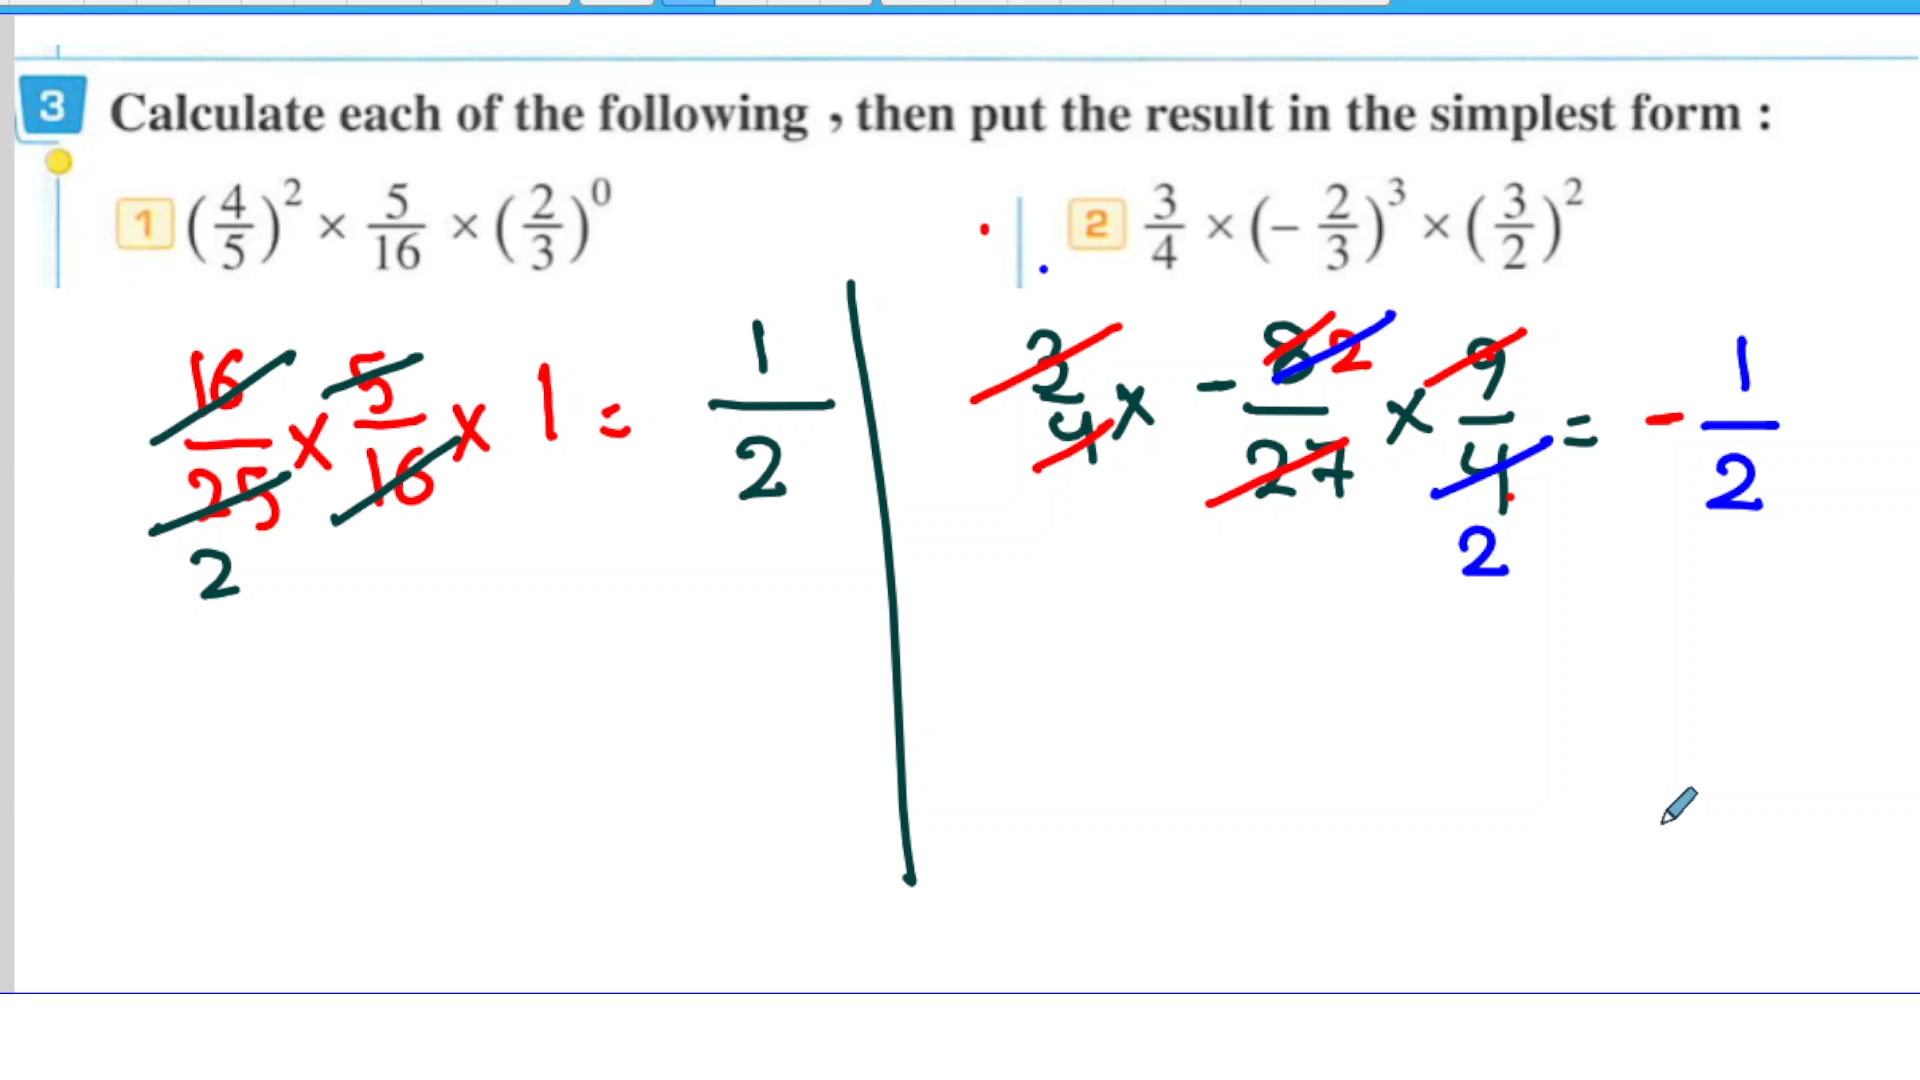 3 Calculate each of the following , then put the result in the simplest form :
1 (4/5)^2 × 5/16 × (2/3)^0
2 3/4 × (- 2/3)^3 × (3/2)^2
16/25 × 5/16 × 1 = 1/2
2
3/4 × - 8/27 × 9/4 = - 1/2
2
2